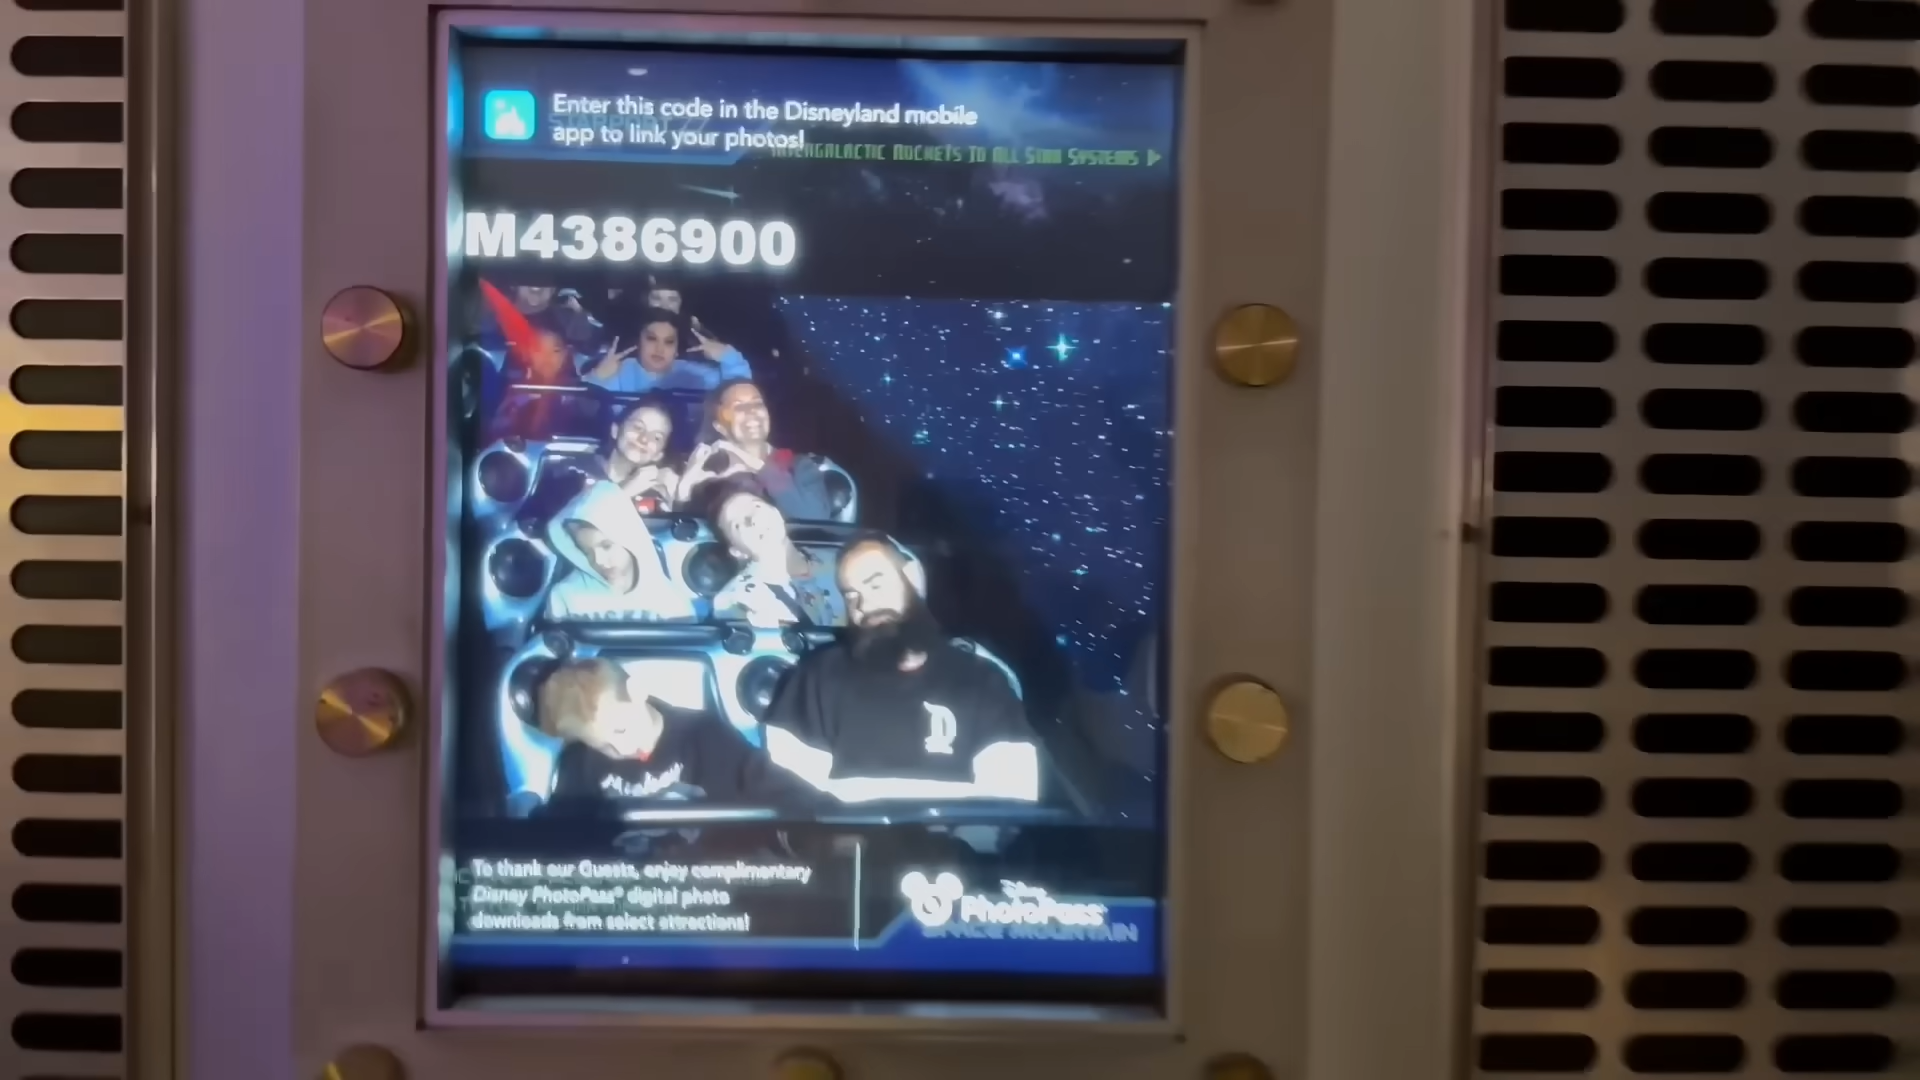 Enter this code in the Disneyland mobile
app to link your photos!
INTERGALACTIC ROCKETS TO ALL STAR SYSTEMS
M4386900
D
Mickey
To thank our Guests, enjoy complimentary
Disney PhotoPass® digital photo
downloads from select attractions!
Disney
PhotoPass
SPACE MOUNTAIN